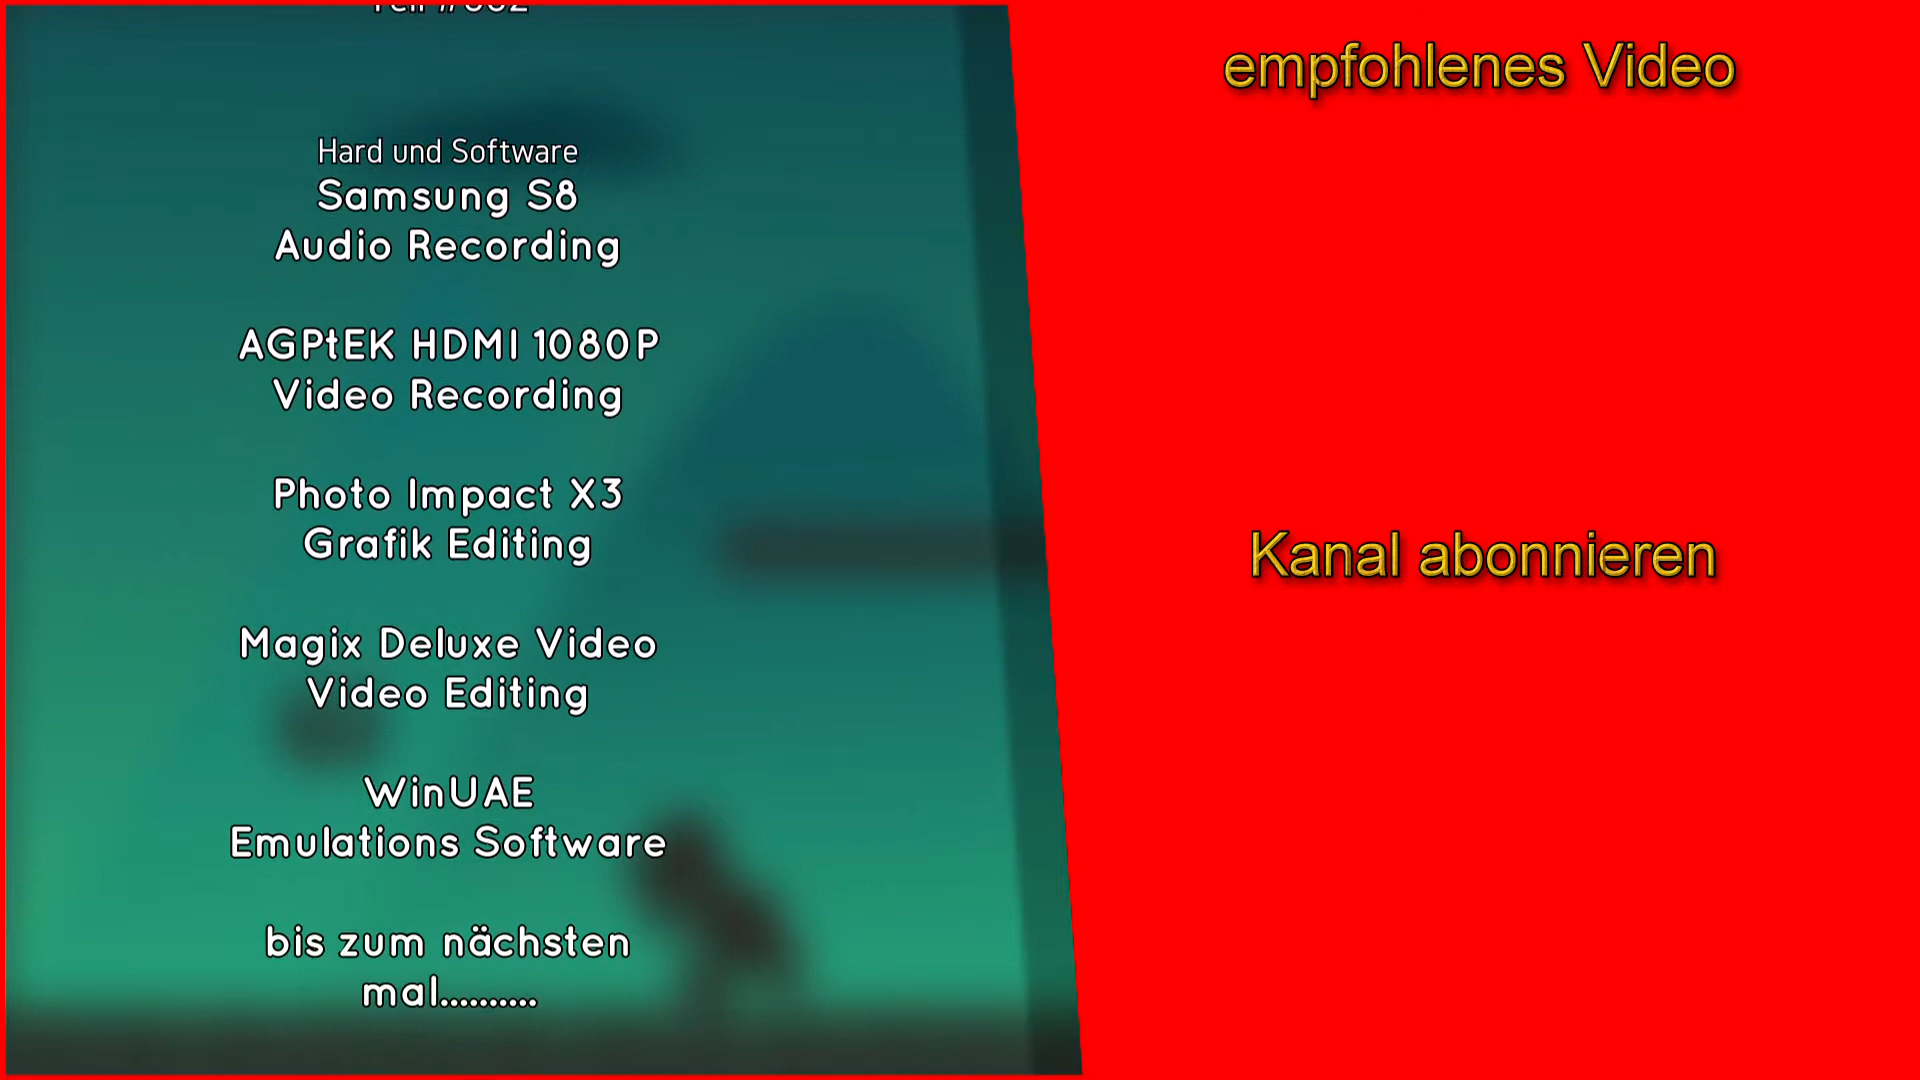 Hard und Software
Samsung S8
Audio Recording
AGPtEK HDMI 1080P
Video Recording
Photo Impact X3
Grafik Editing
Magix Deluxe Video
Video Editing
WinUAE
Emulations Software
bis zum nächsten
mal..........
empfohlenes Video
Kanal abonnieren